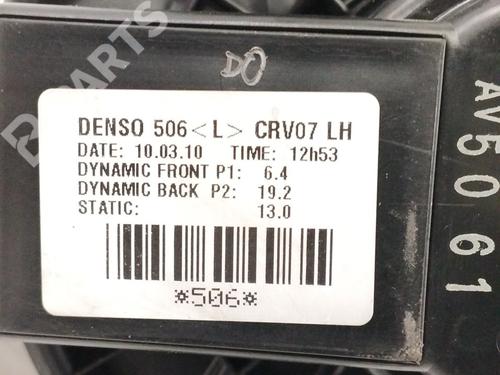 B-PARTS
DO
DENSO 506<L> CRV07 LH
DATE: 10.03.10 TIME: 12h53
DYNAMIC FRONT P1: 6.4
DYNAMIC BACK P2: 19.2
STATIC: 13.0
*506*
AV50 61